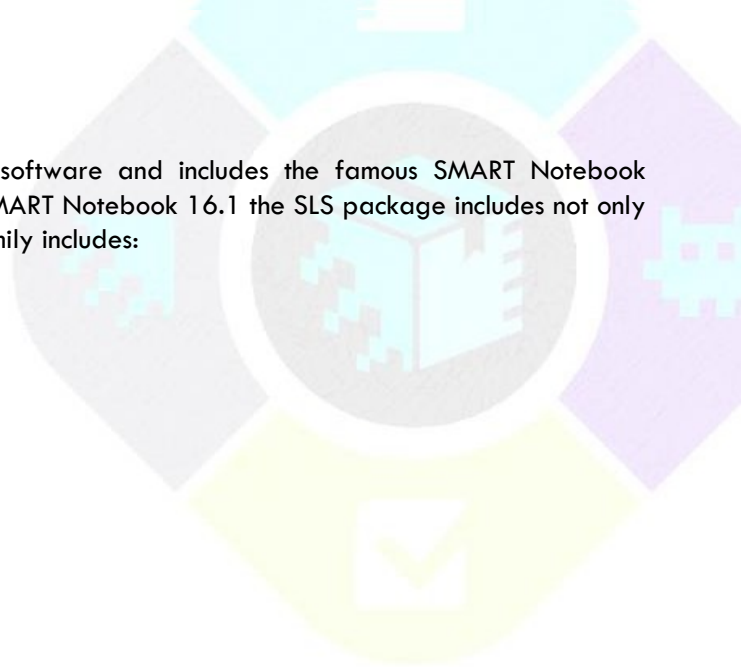 software and includes the famous SMART Notebook
MART Notebook 16.1 the SLS package includes not only
nily includes: